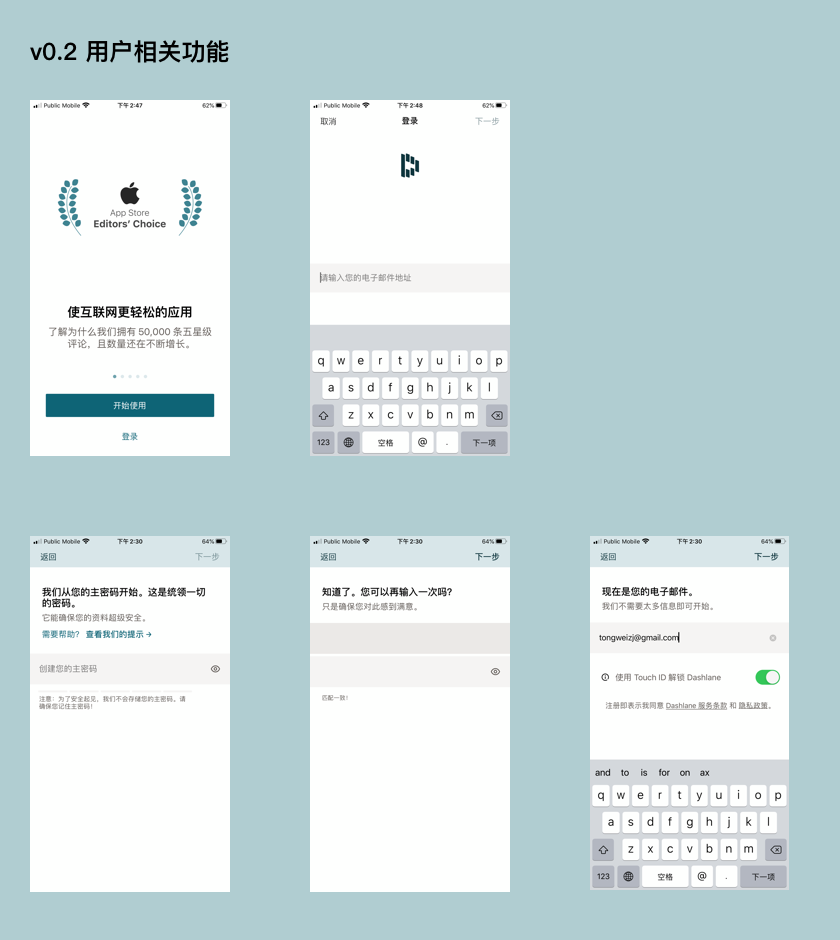 v0.2 用户相关功能
Public Mobile 下午 2:47 62%
App Store
Editors’ Choice
使互联网更轻松的应用
了解为什么我们拥有 50,000 条五星级
评论，且数量还在不断增长。
开始使用
登录
Public Mobile 下午 2:48 62%
取消 登录 下一步
请输入您的电子邮件地址
q w e r t y u i o p
a s d f g h j k l
z x c v b n m
123 空格 @ . 下一项
Public Mobile 下午 2:30 64%
返回 下一步
我们从您的主密码开始。这是统领一切
的密码。
它能确保您的资料超级安全。
需要帮助？ 查看我们的提示 →
创建您的主密码
注意：为了安全起见，我们不会存储您的主密码。请
确保您记住主密码！
Public Mobile 下午 2:30 64%
返回 下一步
知道了。您可以再输入一次吗？
只是确保您对此感到满意。
匹配一致！
Public Mobile 下午 2:30 64%
返回 下一步
现在是您的电子邮件。
我们不需要太多信息即可开始。
tongweizj@gmail.com
使用 Touch ID 解锁 Dashlane
注册即表示我同意 Dashlane 服务条款 和 隐私政策。
and to is for on ax
q w e r t y u i o p
a s d f g h j k l
z x c v b n m
123 空格 @ . 下一项